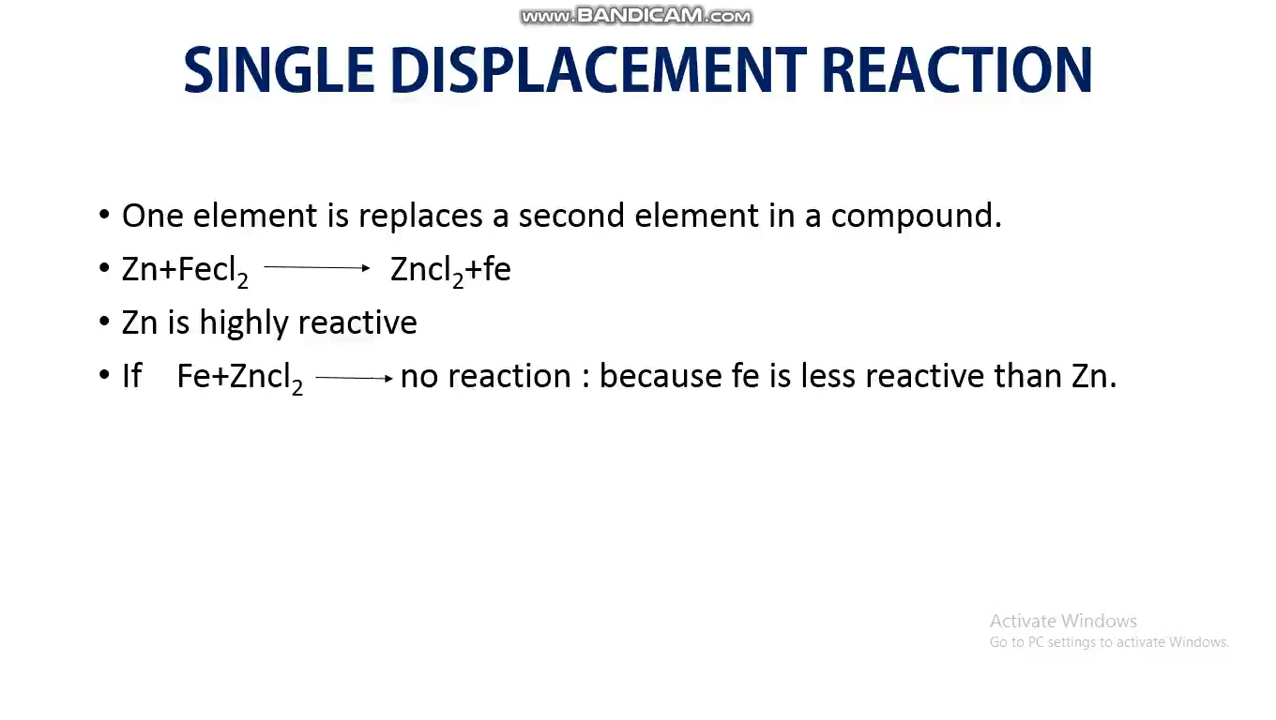 www.BANDICAM.com
SINGLE DISPLACEMENT REACTION
• One element is replaces a second element in a compound.
• Zn+Fecl₂ ⟶ Zncl₂+fe
• Zn is highly reactive
• If Fe+Zncl₂ ⟶ no reaction : because fe is less reactive than Zn.
Activate Windows
Go to PC settings to activate Windows.